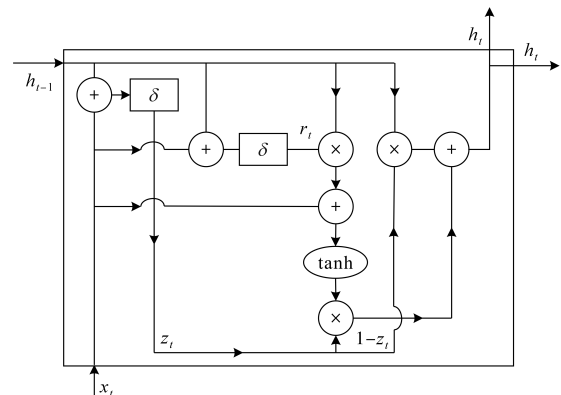 h_t
h_t
h_{t-1}
+
δ
r_t
+
δ
×
×
+
+
tanh
×
z_t
1-z_t
x_t